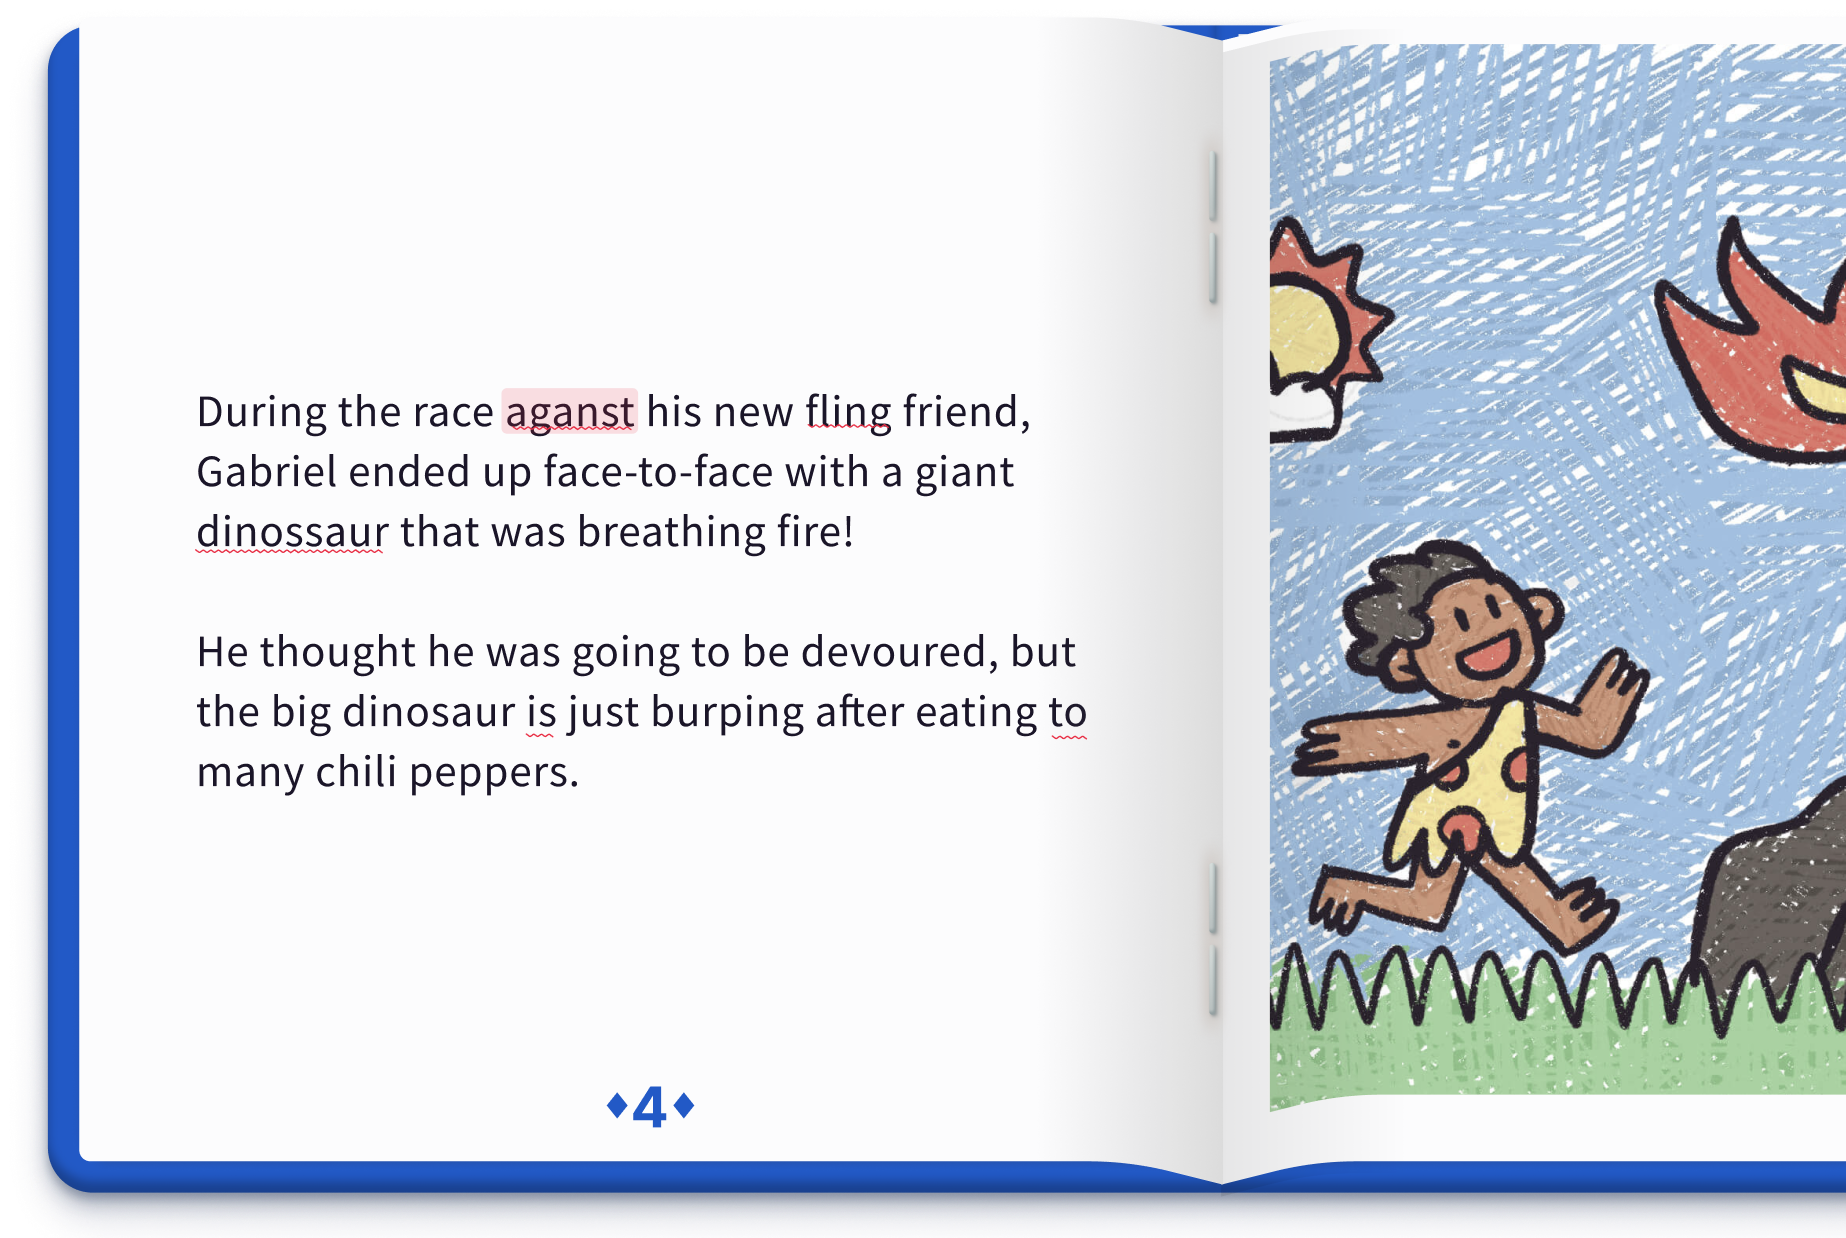 During the race aganst his new fling friend,
Gabriel ended up face-to-face with a giant
dinossaur that was breathing fire!
He thought he was going to be devoured, but
the big dinosaur is just burping after eating to
many chili peppers.
♦4♦